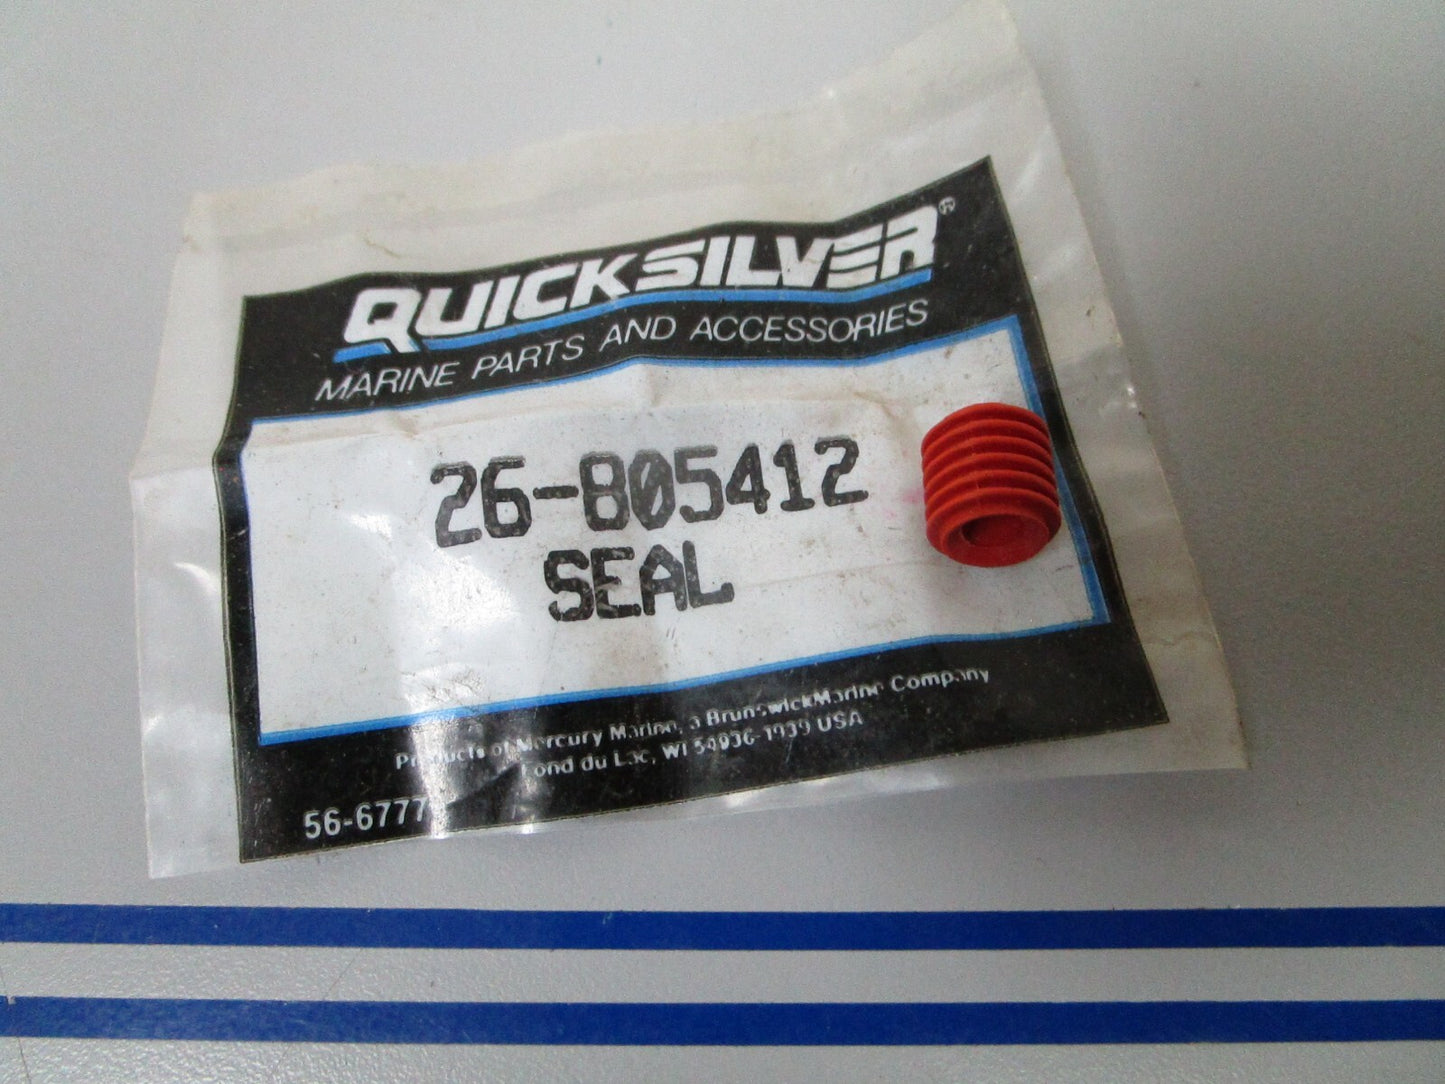 QUICKSILVER®
MARINE PARTS AND ACCESSORIES
26-805412
SEAL
Products of Mercury Marine, a Brunswick Marine Company
Fond du Lac, WI 54936-1939 USA
56-6777